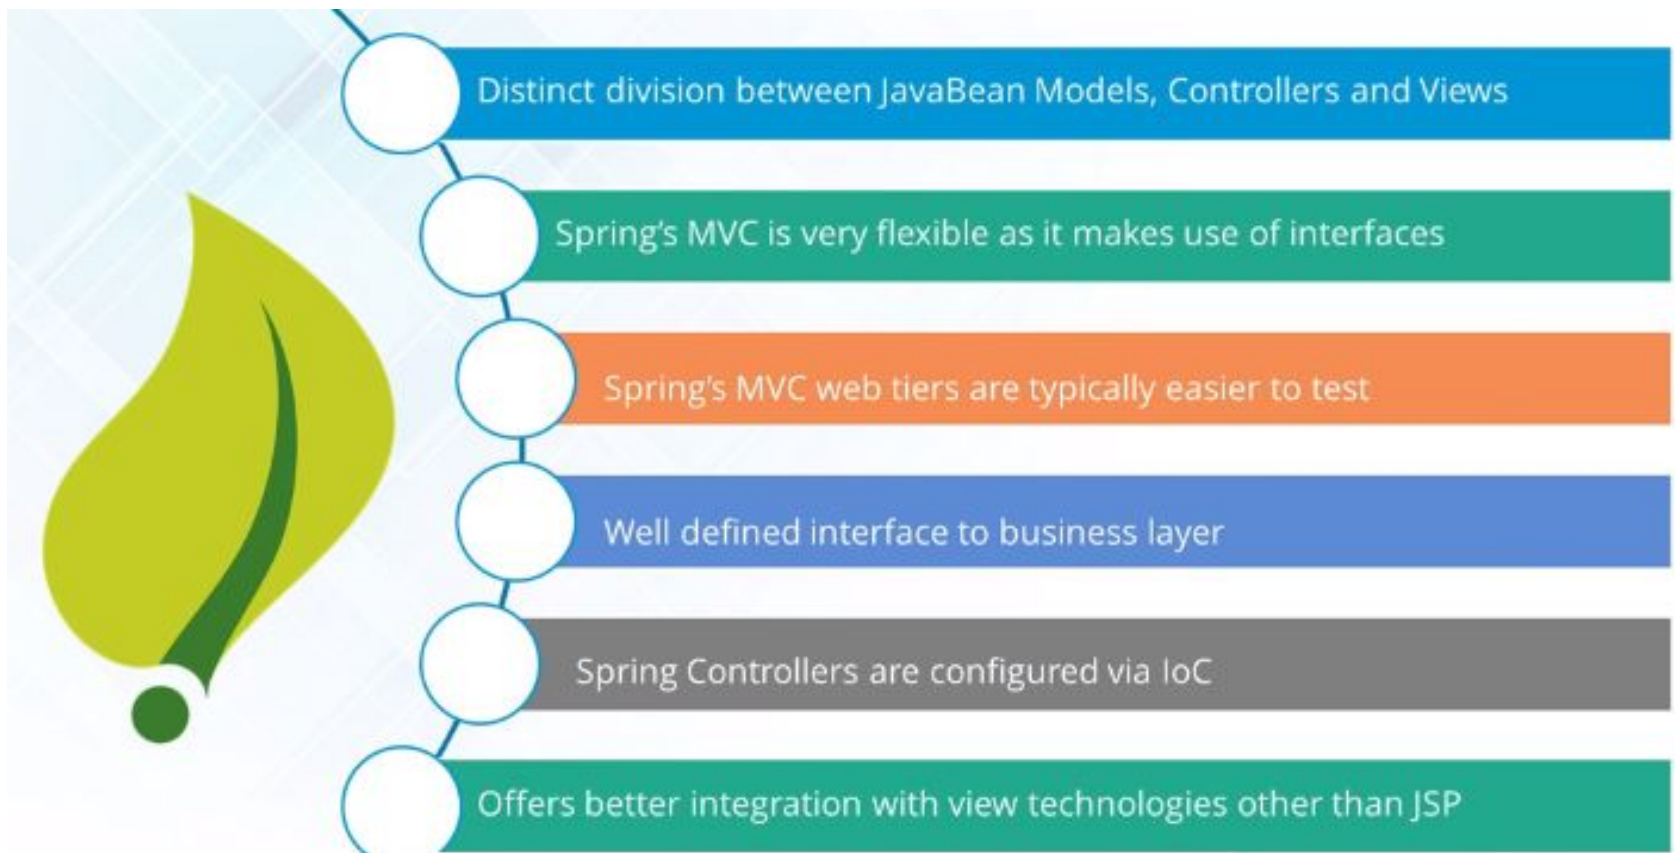 Distinct division between JavaBean Models, Controllers and Views
Spring's MVC is very flexible as it makes use of interfaces
Spring's MVC web tiers are typically easier to test
Well defined interface to business layer
Spring Controllers are configured via IoC
Offers better integration with view technologies other than JSP